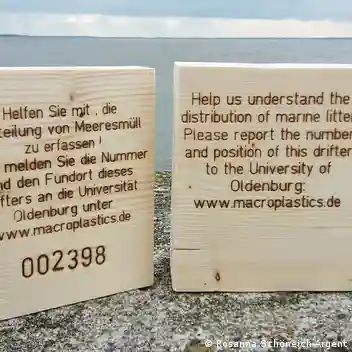 Helfen Sie mit, die
teilung von Meeresmüll
zu erfassen!
melden Sie die Nummer
nd den Fundort dieses
ifters an die Universität
Oldenburg unter
www.macroplastics.de
002398
Help us understand the
distribution of marine litte
Please report the number
and position of this drifter
to the University of
Oldenburg:
www.macroplastics.de
© Rosanna Schöneich-Argent